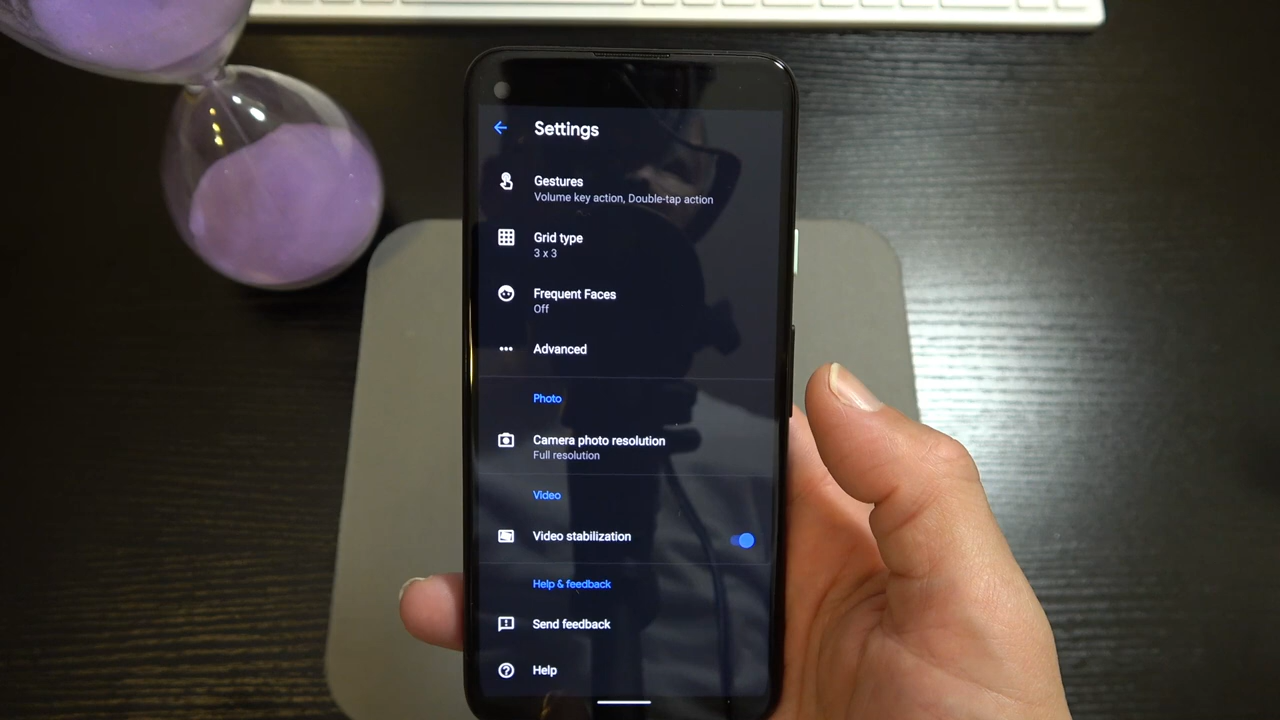 Settings
Gestures
Volume key action, Double-tap action
Grid type
3 x 3
Frequent Faces
Off
Advanced
Photo
Camera photo resolution
Full resolution
Video
Video stabilization
Help & feedback
Send feedback
Help